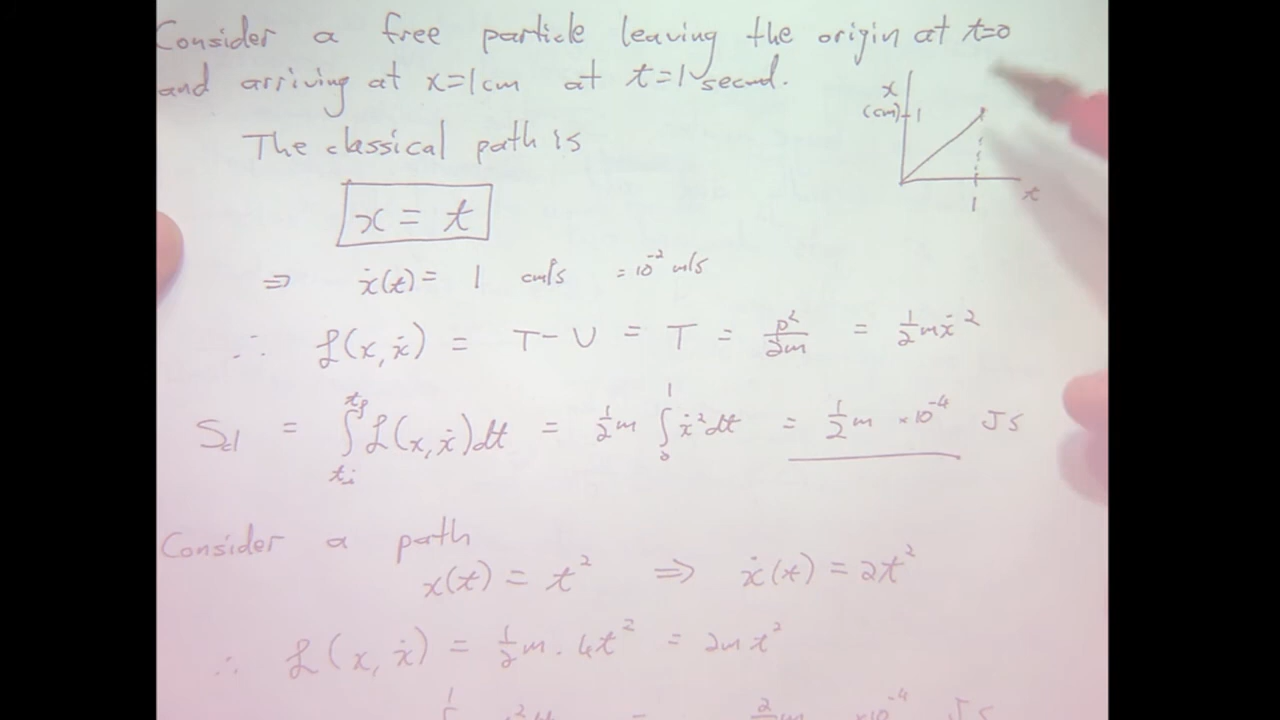 Consider a free particle leaving the origin at t=0
and arriving at x=1cm at t=1 second.
x
(cm) 1
1
t
The classical path is
x = t
⇒ ẋ(t) = 1 cm/s = 10⁻² m/s
∴ L(x, ẋ) = T - U = T = p²/2m = ½mẋ²
S_cl = ∫_{t_i}^{t_f} L(x, ẋ)dt = ½m ∫₀¹ ẋ²dt = ½m × 10⁻⁴ JS
Consider a path
x(t) = t² ⇒ ẋ(t) = 2t²
∴ L(x, ẋ) = ½m . 4t² = 2mt²